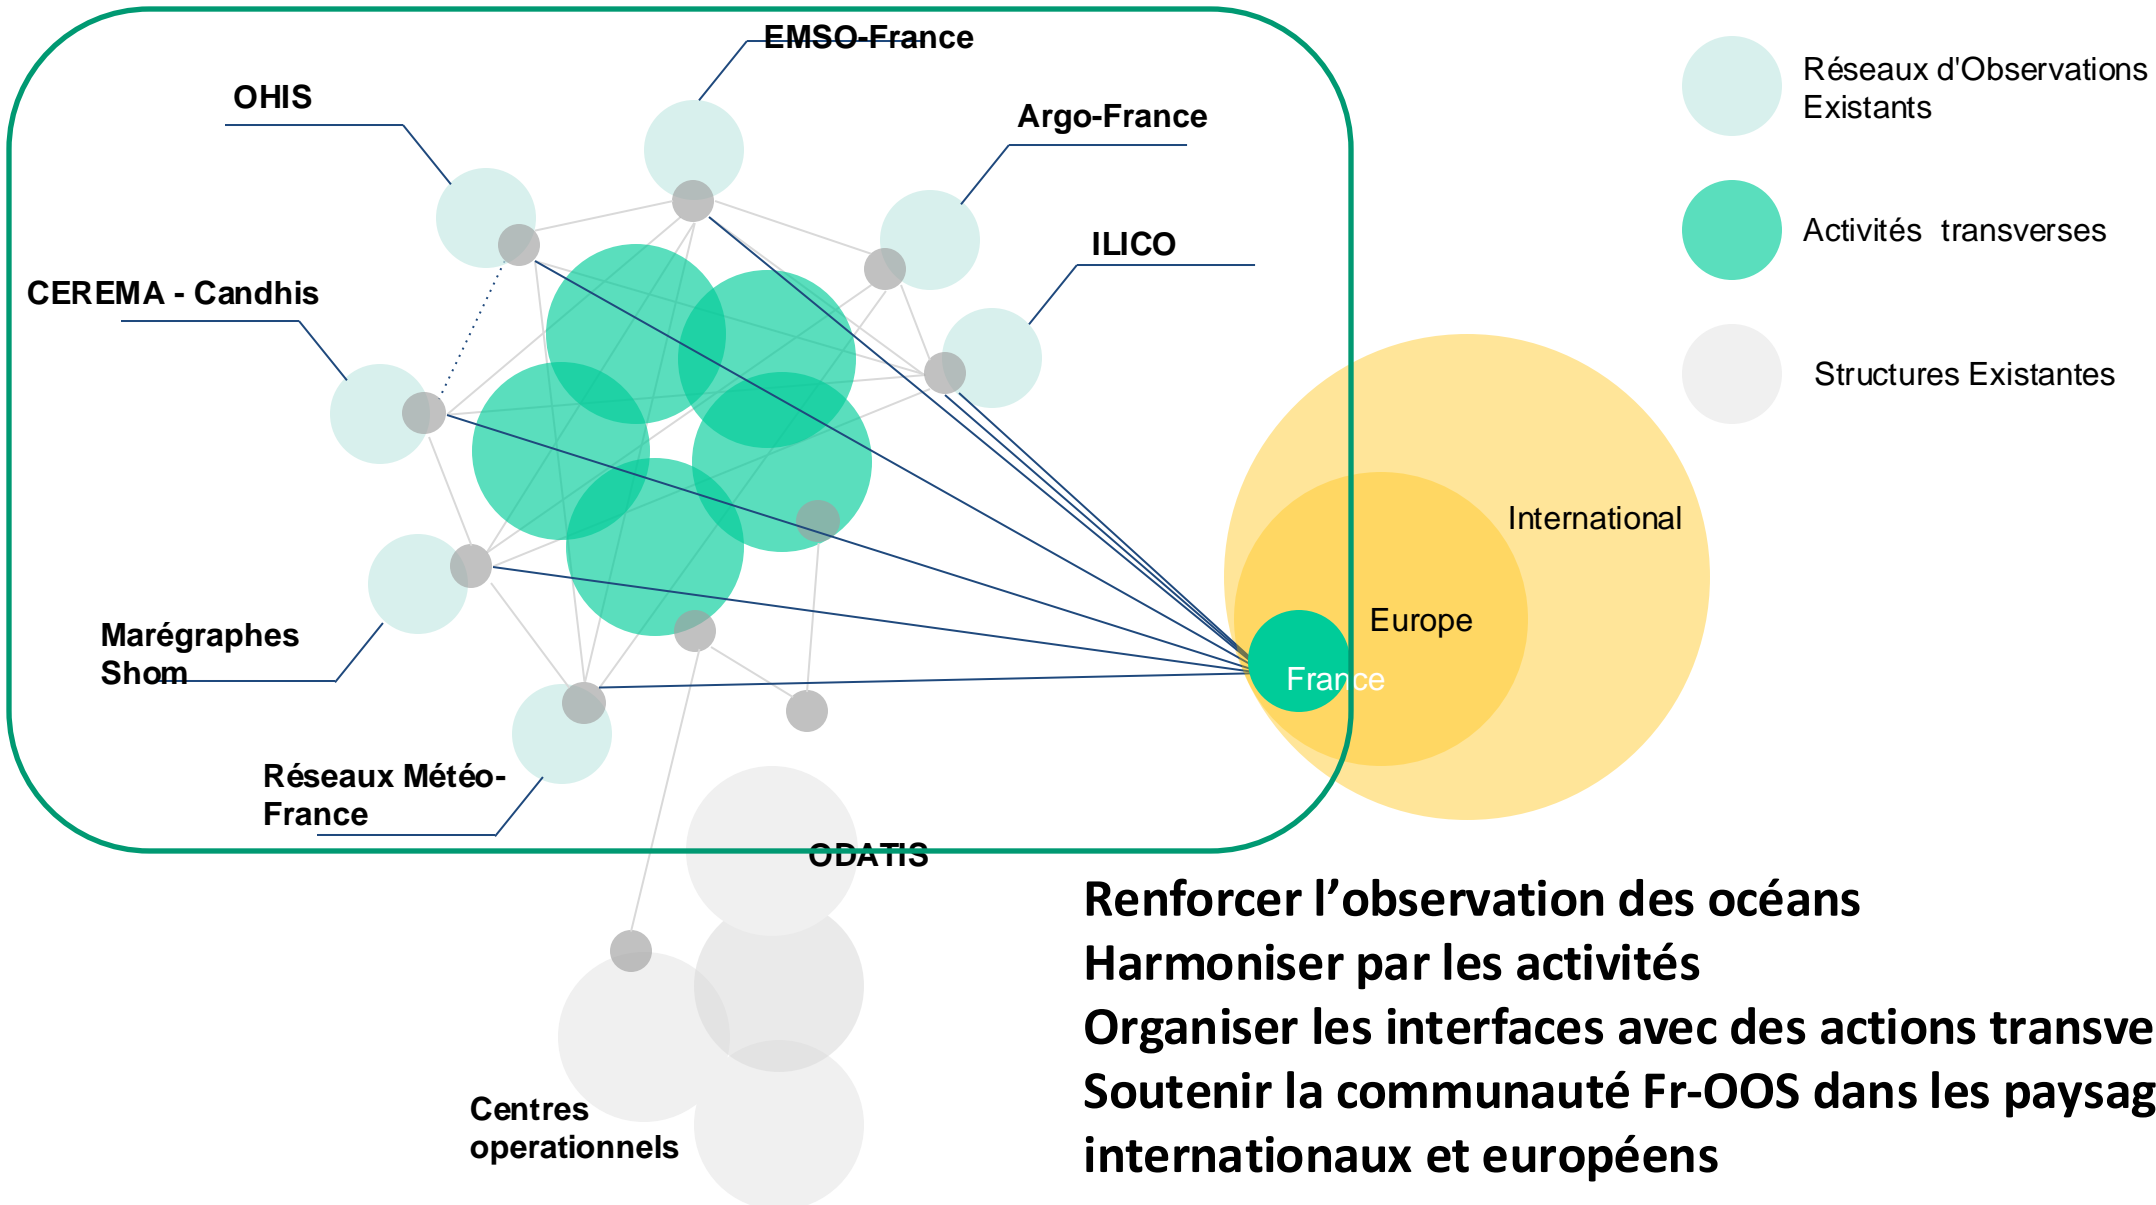 EMSO-France
OHIS
Argo-France
ILICO
CEREMA - Candhis
Marégraphes
Shom
Réseaux Météo-
France
ODATIS
Centres
operationnels
Réseaux d'Observations
Existants
Activités transverses
Structures Existantes
International
Europe
France
Renforcer l’observation des océans
Harmoniser par les activités
Organiser les interfaces avec des actions transve
Soutenir la communauté Fr-OOS dans les paysag
internationaux et européens